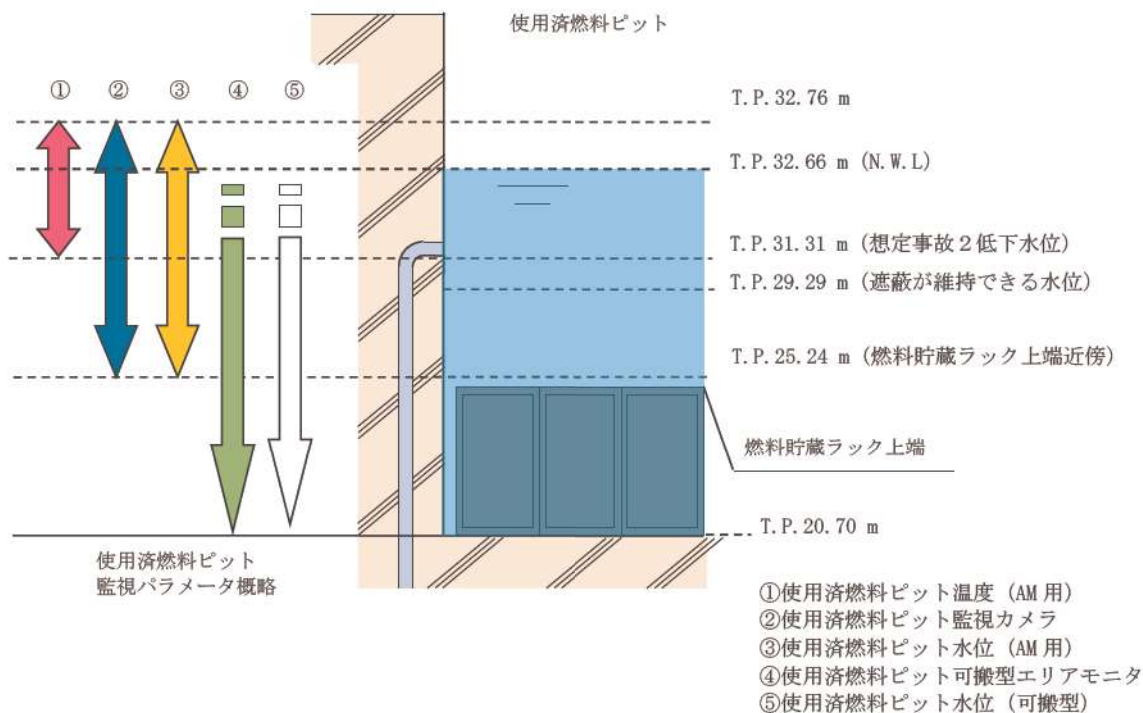 使用済燃料ピット
① ② ③ ④ ⑤
T.P.32.76 m
T.P.32.66 m (N.W.L)
T.P.31.31 m (想定事故２低下水位)
T.P.29.29 m (遮蔽が維持できる水位)
T.P.25.24 m (燃料貯蔵ラック上端近傍)
燃料貯蔵ラック上端
T.P.20.70 m
使用済燃料ピット
監視パラメータ概略
①使用済燃料ピット温度 (AM 用)
②使用済燃料ピット監視カメラ
③使用済燃料ピット水位 (AM 用)
④使用済燃料ピット可搬型エリアモニタ
⑤使用済燃料ピット水位 (可搬型)